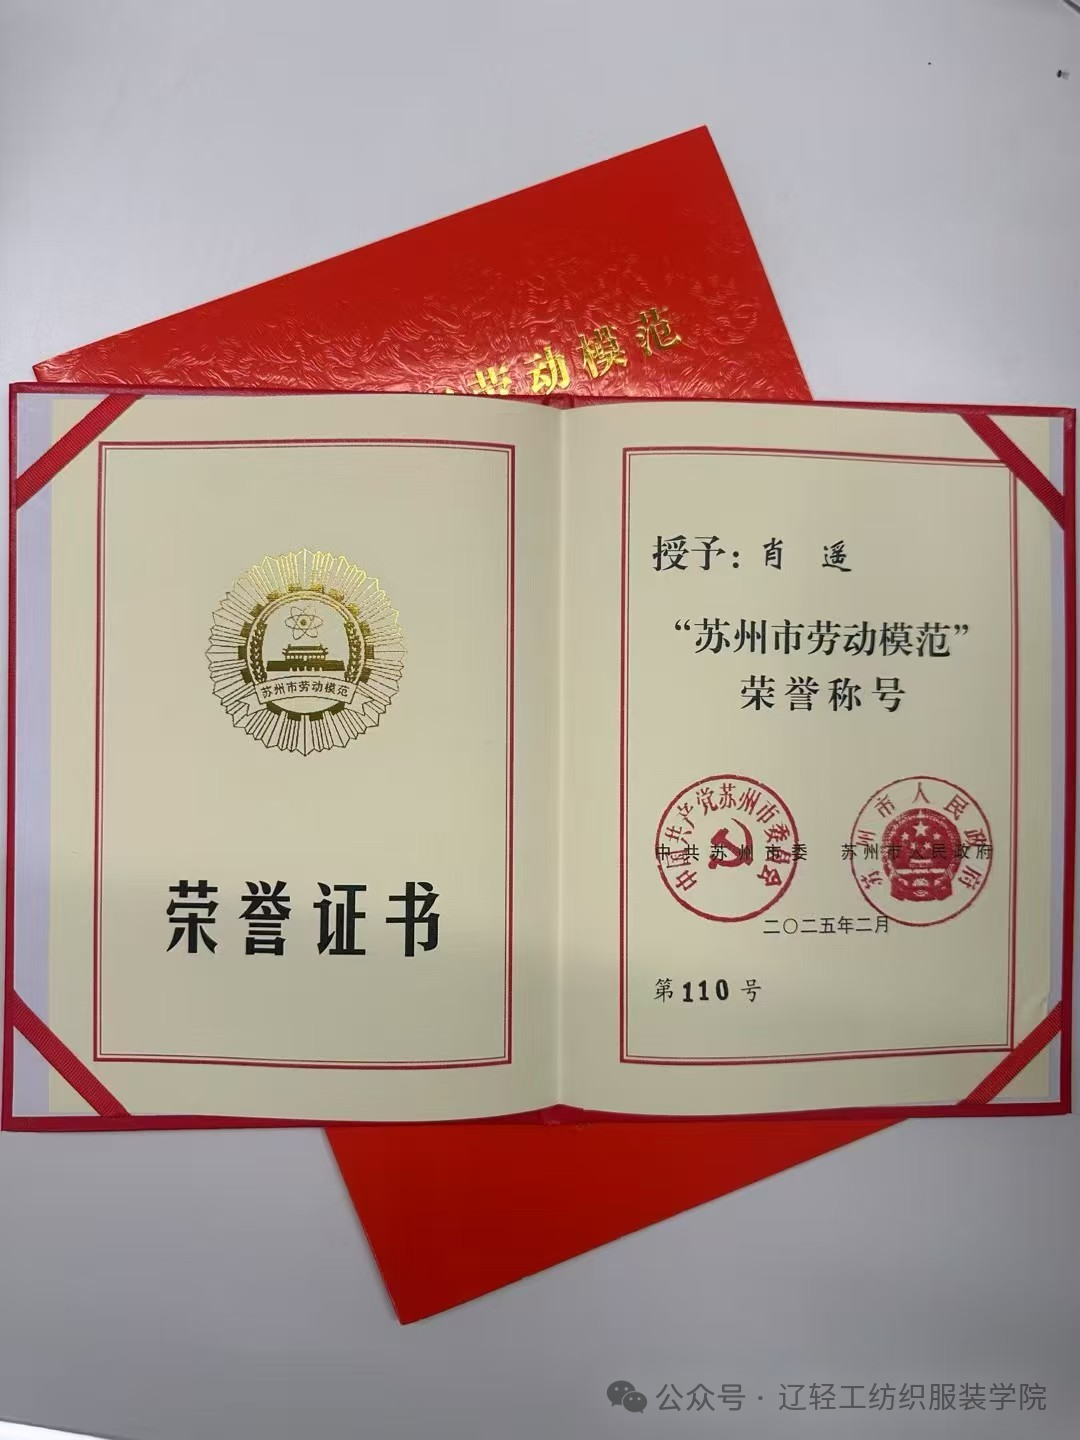 劳动模范
苏州市劳动模范
荣誉证书
授予：肖 遥
“苏州市劳动模范”
荣誉称号
中国共产党苏州市委员会
苏州市人民政府
中共苏州市委 苏州市人民政府
二〇二五年二月
第110号
公众号·辽轻工纺织服装学院